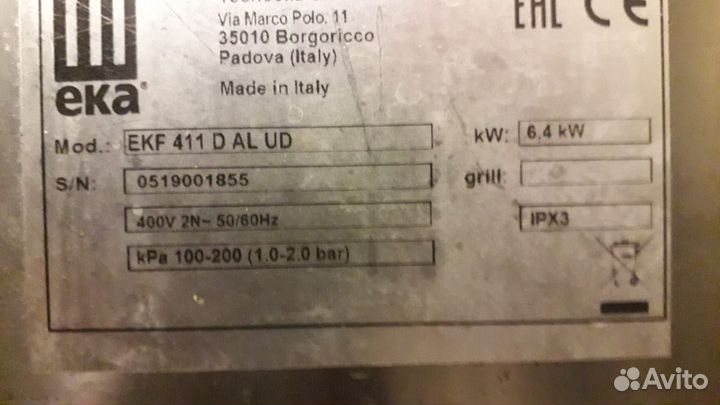 Via Marco Polo. 11
35010 Borgoricco
Padova (Italy)
Made in Italy
EAC CE
eka
Mod.: EKF 411 D AL UD
kW: 6.4 kW
S/N: 0519001855
grill:
400V 2N~ 50/60Hz
IPX3
kPa 100-200 (1.0-2.0 bar)
Avito